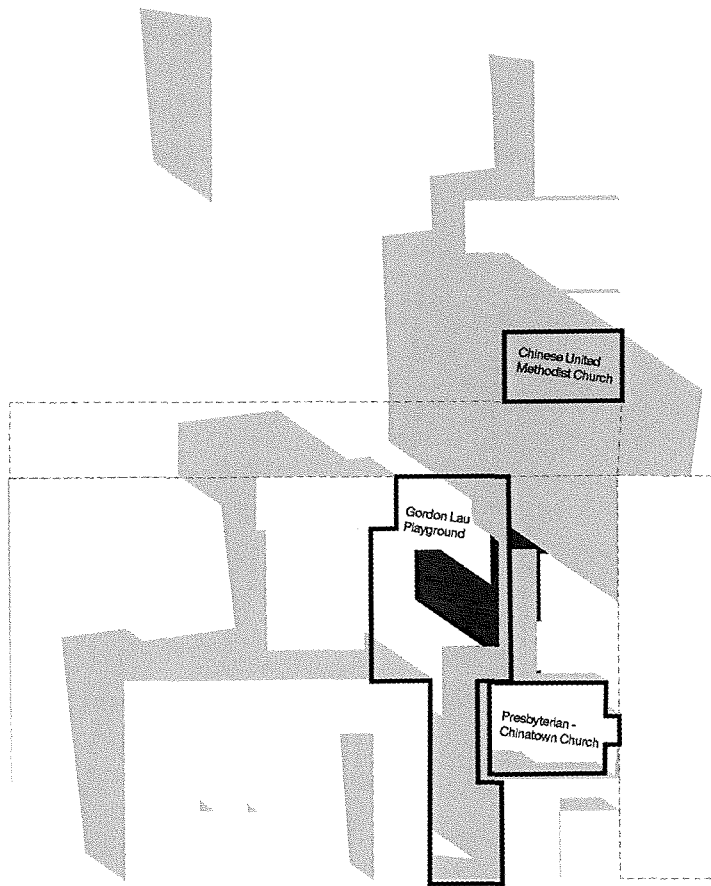 Chinese United
Methodist Church
Gordon Lau
Playground
Presbyterian -
Chinatown Church